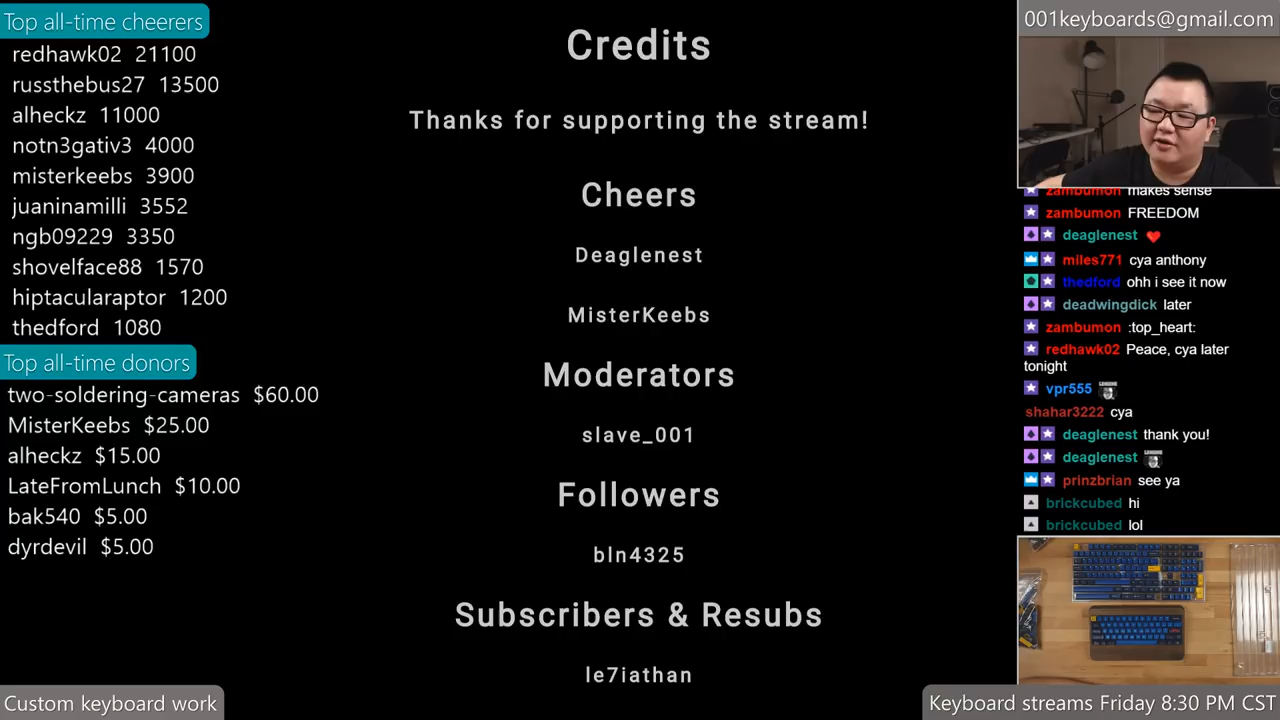 Top all-time cheerers
redhawk02 21100
russthebus27 13500
alheckz 11000
notn3gativ3 4000
misterkeebs 3900
juaninamilli 3552
ngb09229 3350
shovelface88 1570
hiptacularaptor 1200
thedford 1080
Top all-time donors
two-soldering-cameras $60.00
MisterKeebs $25.00
alheckz $15.00
LateFromLunch $10.00
bak540 $5.00
dyrdevil $5.00
Custom keyboard work
Credits
Thanks for supporting the stream!
Cheers
Deaglenest
MisterKeebs
Moderators
slave_001
Followers
bln4325
Subscribers & Resubs
le7iathan
001keyboards@gmail.com
zambumon makes sense
zambumon FREEDOM
deaglenest
miles771 cya anthony
thedford ohh i see it now
deadwingdick later
zambumon :top_heart:
redhawk02 Peace, cya later
tonight
vpr555
shahar3222 cya
deaglenest thank you!
deaglenest
prinzbrian see ya
brickcubed hi
brickcubed lol
Keyboard streams Friday 8:30 PM CST